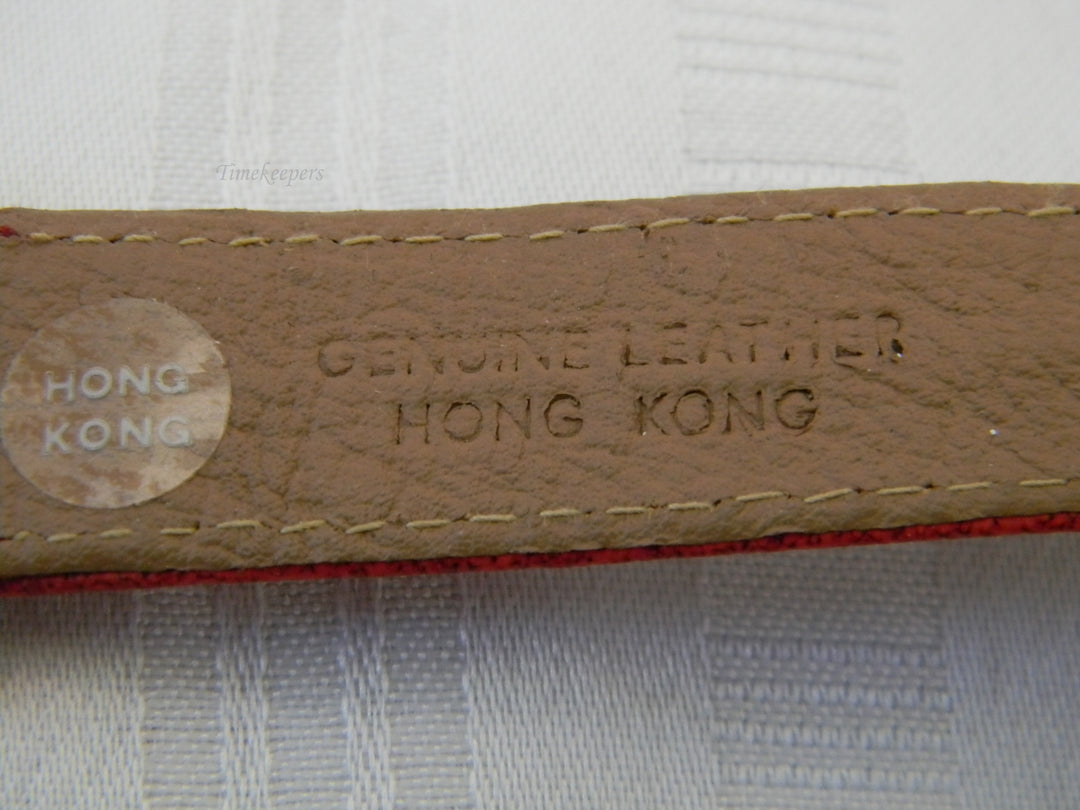 Timekeepers
HONG
KONG
GENUINE LEATHER
HONG KONG